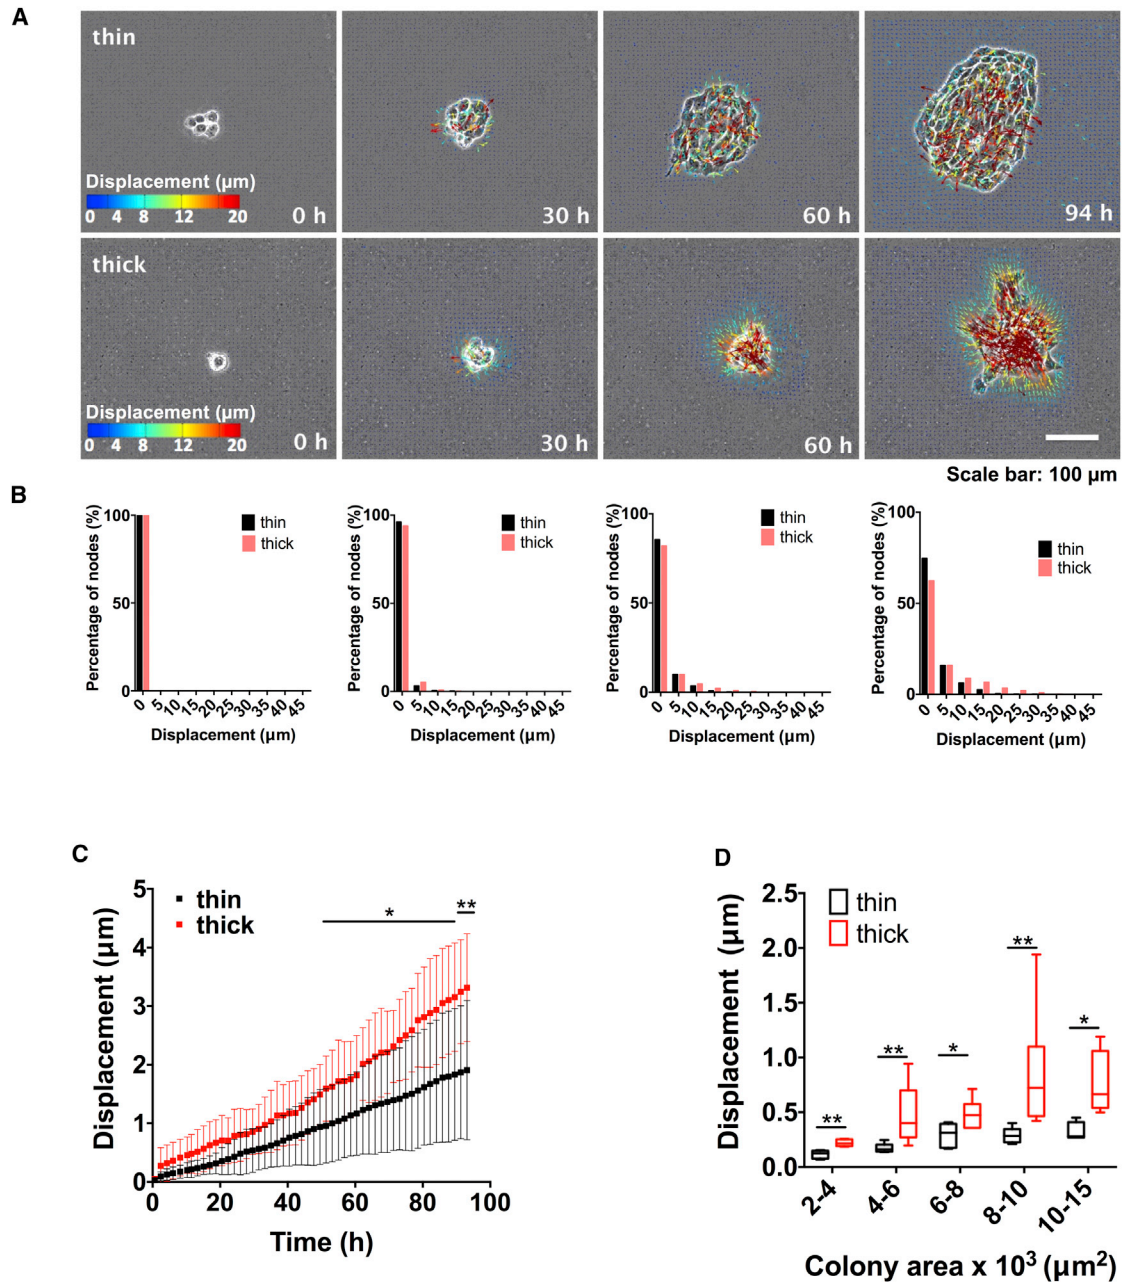 A
thin
Displacement (µm)
0 4 8 12 20
0 h
30 h
60 h
94 h
thick
Displacement (µm)
0 4 8 12 20
0 h
30 h
60 h
Scale bar: 100 µm
B
Percentage of nodes (%)
100
50
0
thin
thick
0 5 10 15 20 25 30 35 40 45
Displacement (µm)
Percentage of nodes (%)
100
50
0
thin
thick
0 5 10 15 20 25 30 35 40 45
Displacement (µm)
Percentage of nodes (%)
100
50
0
thin
thick
0 5 10 15 20 25 30 35 40 45
Displacement (µm)
Percentage of nodes (%)
100
50
0
thin
thick
0 5 10 15 20 25 30 35 40 45
Displacement (µm)
C
Displacement (µm)
5
4
3
2
1
0
thin
thick
*
**
0 20 40 60 80 100
Time (h)
D
Displacement (µm)
2.5
2.0
1.5
1.0
0.5
0.0
thin
thick
**
**
*
**
*
2-4 4-6 6-8 8-10 10-15
Colony area x 10³ (µm²)